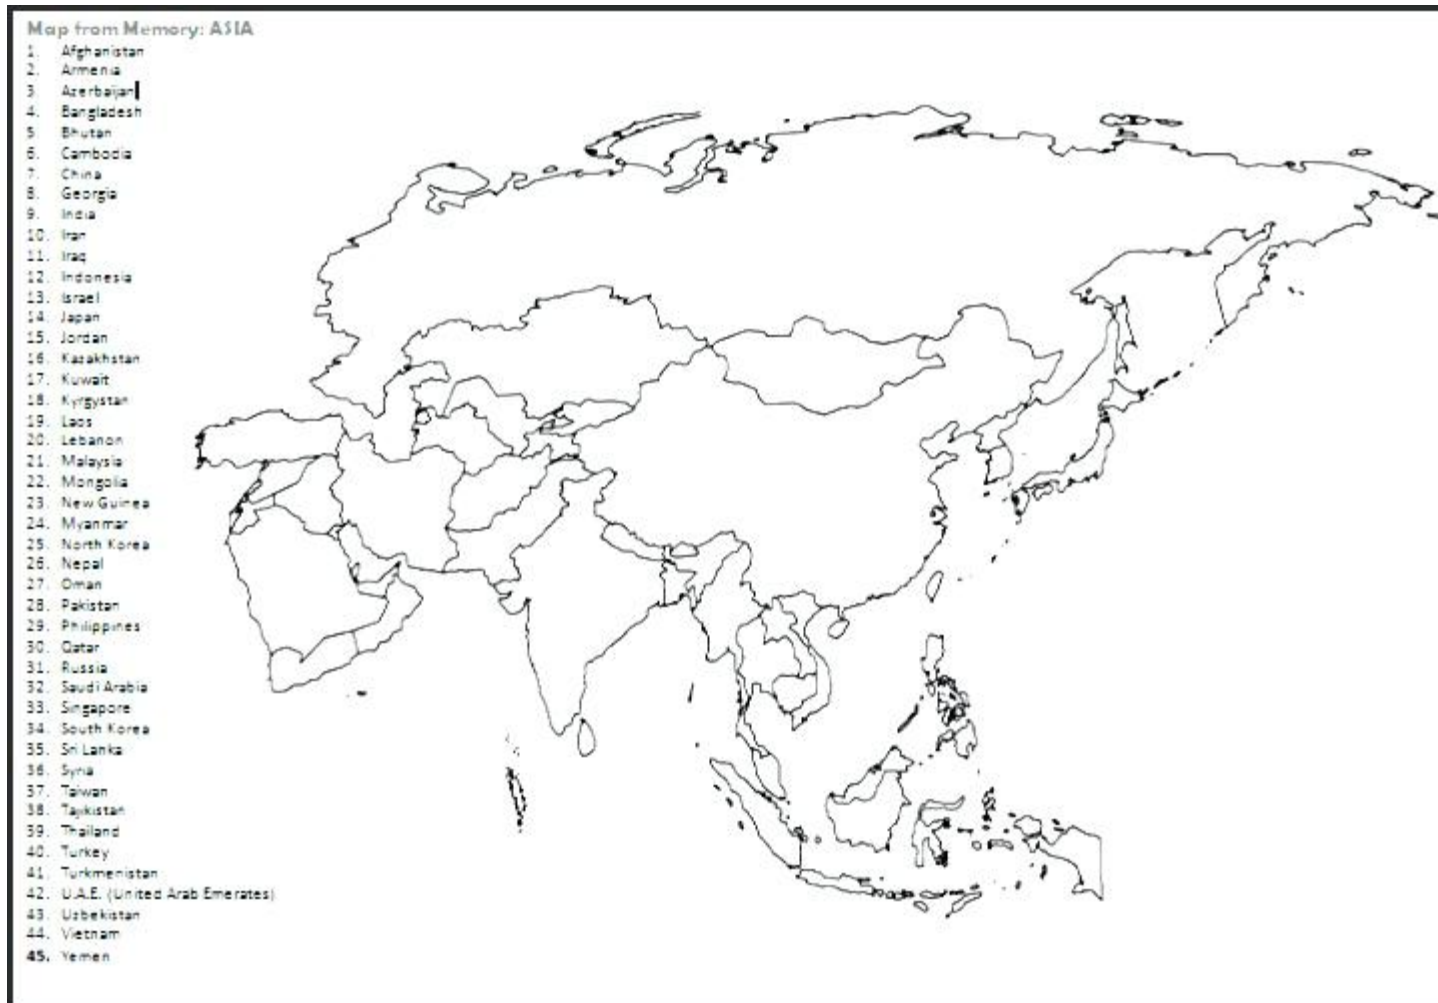 Map from Memory: ASIA
1. Afghanistan
2. Armenia
3. Azerbaijan
4. Bangladesh
5. Bhutan
6. Cambodia
7. China
8. Georgia
9. India
10. Iran
11. Iraq
12. Indonesia
13. Israel
14. Japan
15. Jordan
16. Kazakhstan
17. Kuwait
18. Kyrgystan
19. Laos
20. Lebanon
21. Malaysia
22. Mongolia
23. New Guinea
24. Myanmar
25. North Korea
26. Nepal
27. Oman
28. Pakistan
29. Philippines
30. Qatar
31. Russia
32. Saudi Arabia
33. Singapore
34. South Korea
35. Sri Lanka
36. Syria
37. Taiwan
38. Tajikistan
39. Thailand
40. Turkey
41. Turkmenistan
42. U.A.E. (United Arab Emerates)
43. Uzbekistan
44. Vietnam
45. Yemen